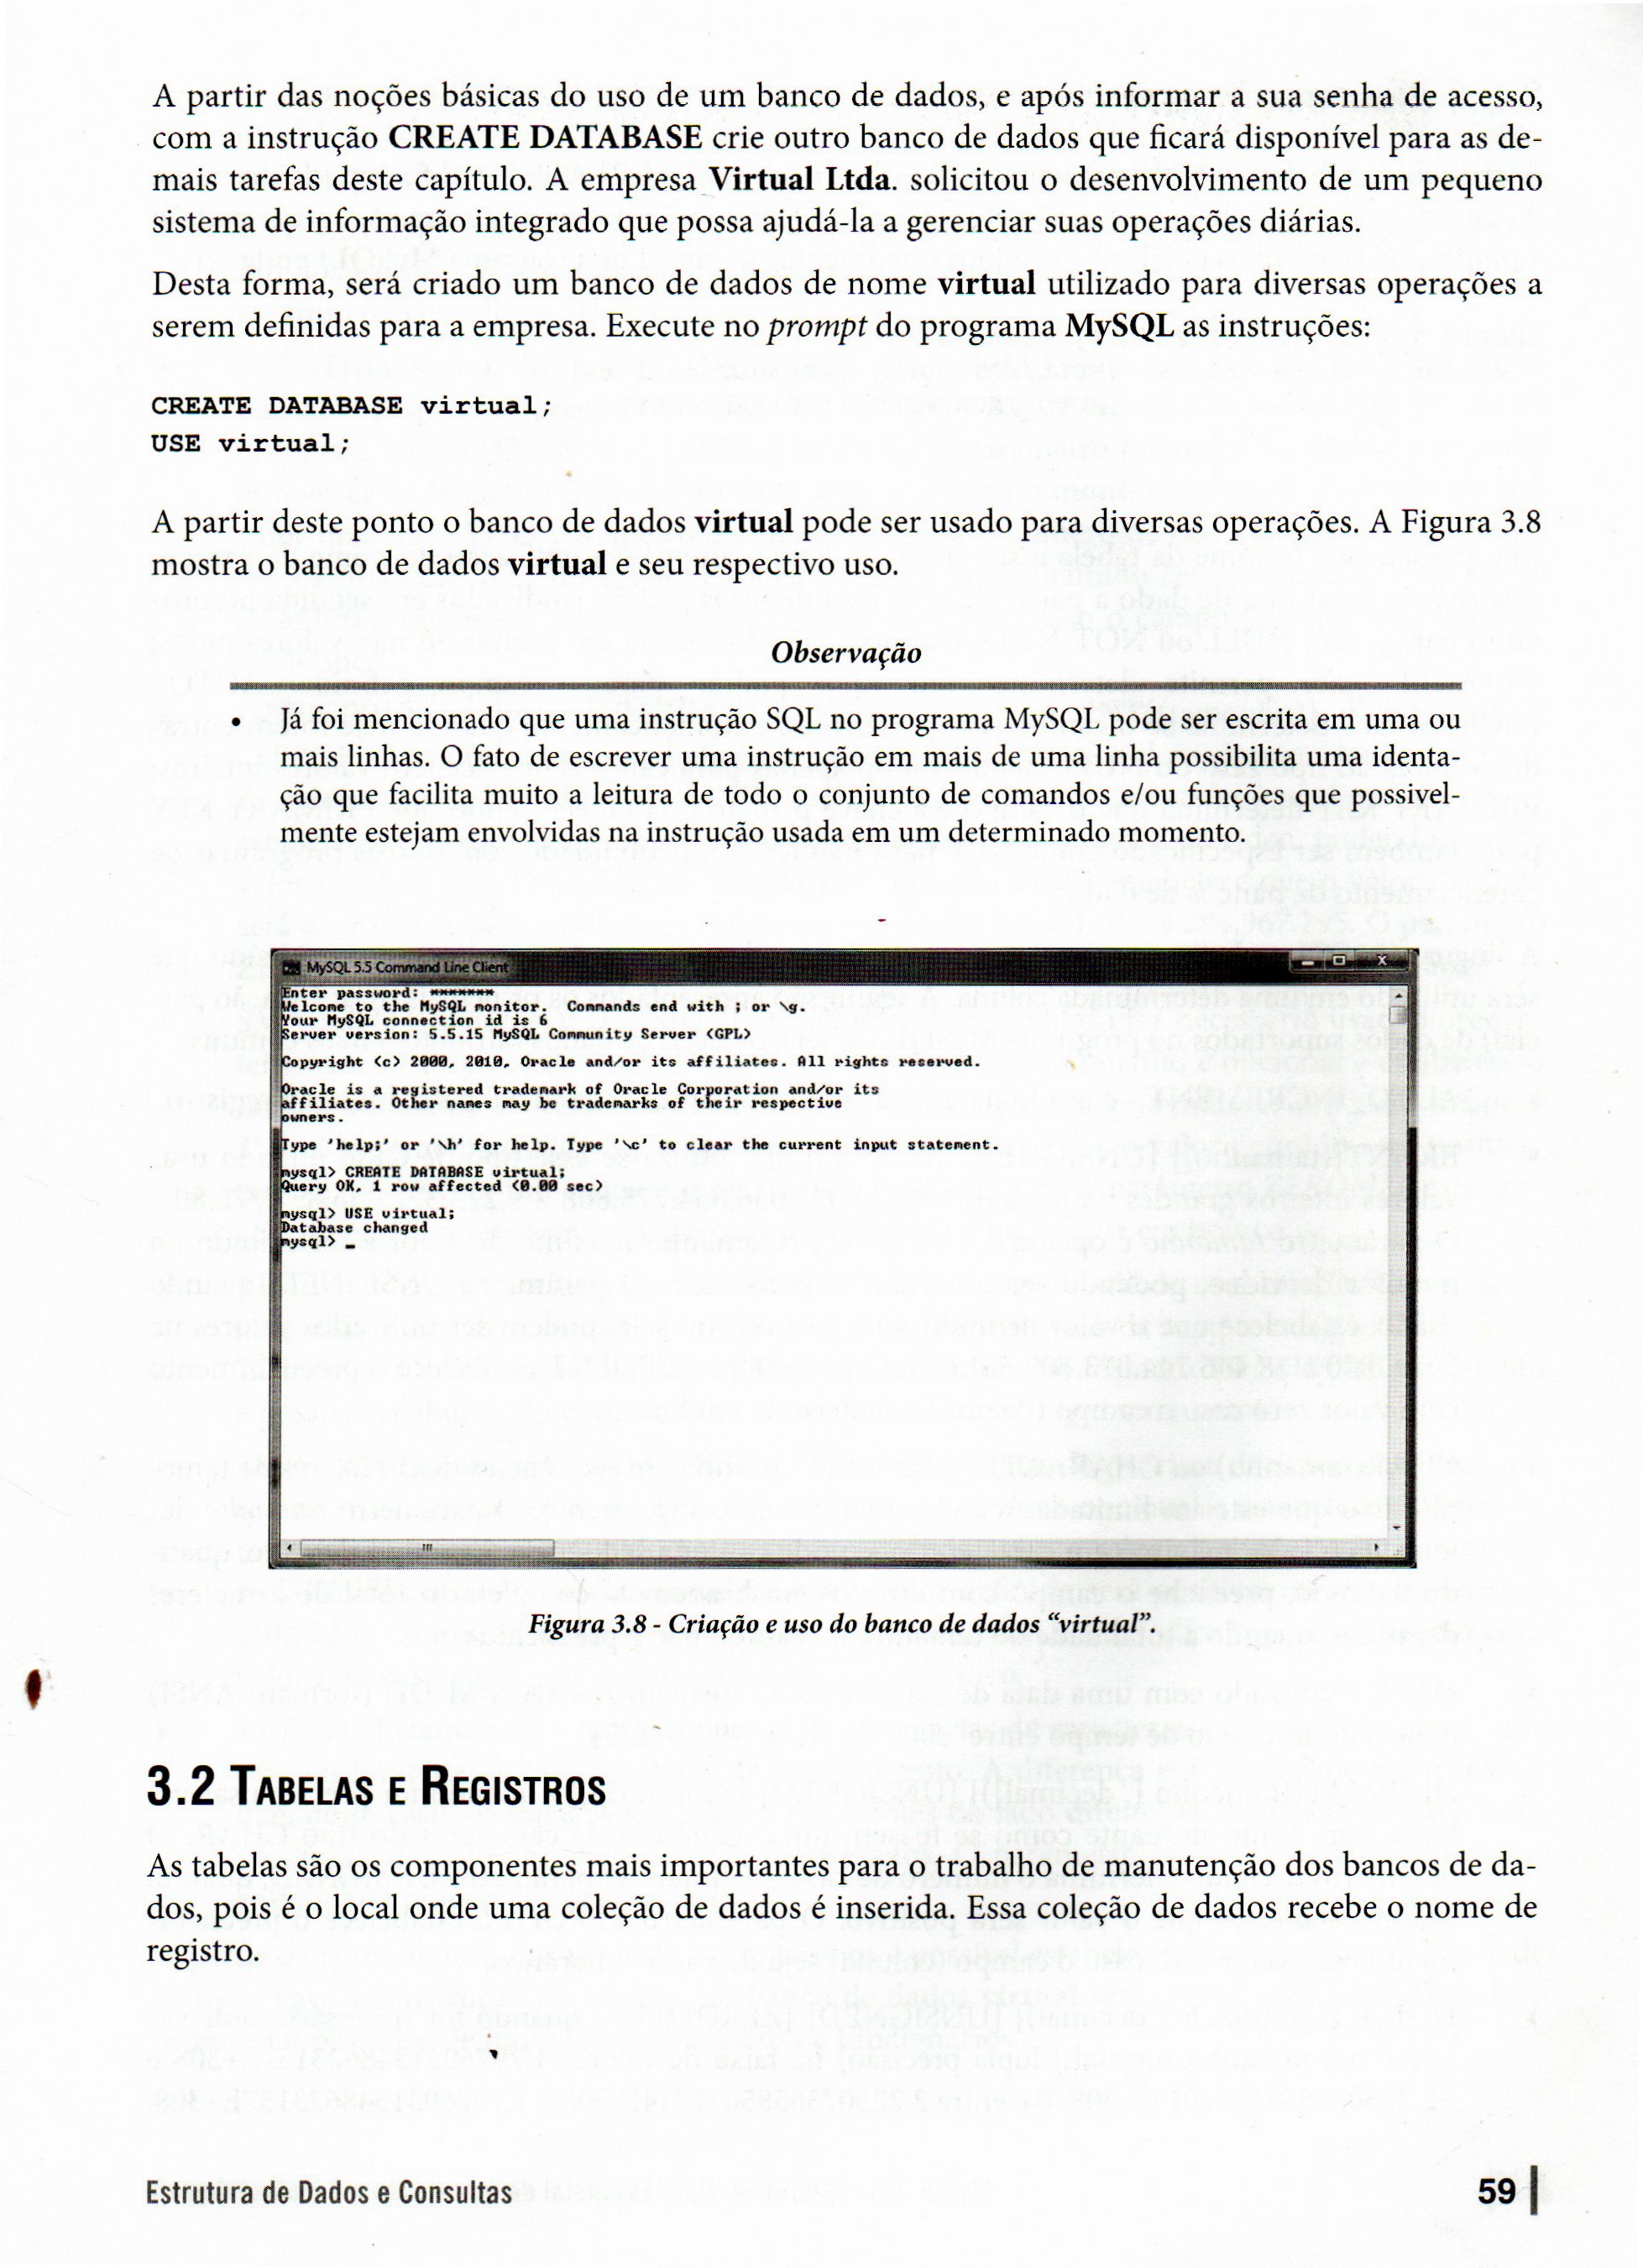 A partir das noções básicas do uso de um banco de dados, e após informar a sua senha de acesso,
com a instrução CREATE DATABASE crie outro banco de dados que ficará disponível para as de-
mais tarefas deste capítulo. A empresa Virtual Ltda. solicitou o desenvolvimento de um pequeno
sistema de informação integrado que possa ajudá-la a gerenciar suas operações diárias.
Desta forma, será criado um banco de dados de nome virtual utilizado para diversas operações a
serem definidas para a empresa. Execute no prompt do programa MySQL as instruções:
CREATE DATABASE virtual;
USE virtual;
A partir deste ponto o banco de dados virtual pode ser usado para diversas operações. A Figura 3.8
mostra o banco de dados virtual e seu respectivo uso.
Observação
• Já foi mencionado que uma instrução SQL no programa MySQL pode ser escrita em uma ou
mais linhas. O fato de escrever uma instrução em mais de uma linha possibilita uma identa-
ção que facilita muito a leitura de todo o conjunto de comandos e/ou funções que possivel-
mente estejam envolvidas na instrução usada em um determinado momento.
MySQL 5.5 Command Line Client
Enter password: *******
Welcome to the MySQL monitor.  Commands end with ; or \g.
Your MySQL connection id is 6
Server version: 5.5.15 MySQL Community Server (GPL)
Copyright (c) 2000, 2010, Oracle and/or its affiliates. All rights reserved.
Oracle is a registered trademark of Oracle Corporation and/or its
affiliates. Other names may be trademarks of their respective
owners.
Type 'help;' or '\h' for help. Type '\c' to clear the current input statement.
mysql> CREATE DATABASE virtual;
Query OK, 1 row affected (0.00 sec)
mysql> USE virtual;
Database changed
mysql> _
Figura 3.8 - Criação e uso do banco de dados “virtual”.
3.2 TABELAS E REGISTROS
As tabelas são os componentes mais importantes para o trabalho de manutenção dos bancos de da-
dos, pois é o local onde uma coleção de dados é inserida. Essa coleção de dados recebe o nome de
registro.
Estrutura de Dados e Consultas
59